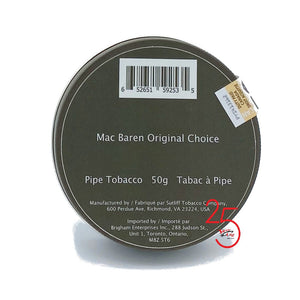 6 52651 59253 5
Mac Baren Original Choice
Pipe Tobacco 50g Tabac à Pipe
Manufactured by / Fabriqué par Sutliff Tobacco Company,
600 Perdue Ave, Richmond, VA 23224, USA
Imported by / Importé par
Brigham Enterprises Inc., 288 Judson St.,
Unit 1, Toronto, Ontario,
M8Z 5T6
25